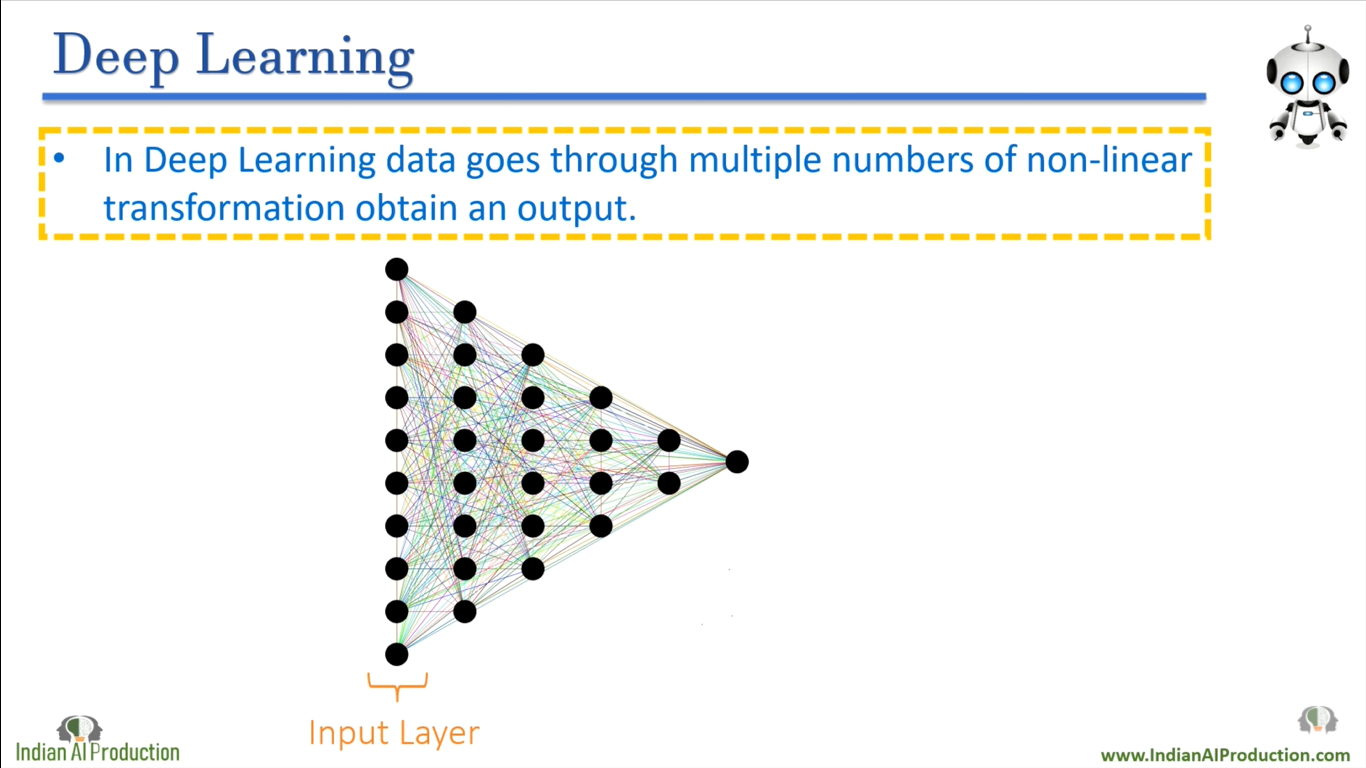 Deep Learning
• In Deep Learning data goes through multiple numbers of non-linear
transformation obtain an output.
Input Layer
Indian AI Production
www.IndianAIProduction.com